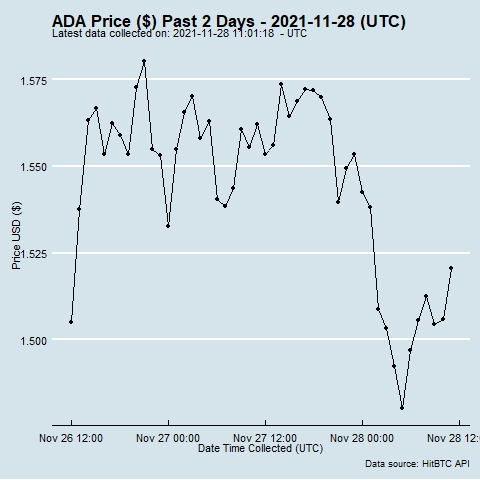 ADA Price ($) Past 2 Days - 2021-11-28 (UTC)
Latest data collected on: 2021-11-28 11:01:18  - UTC
1.575
1.550
1.525
1.500
Price USD ($)
Nov 26 12:00
Nov 27 00:00
Nov 27 12:00
Nov 28 00:00
Nov 28 12:0
Date Time Collected (UTC)
Data source: HitBTC API